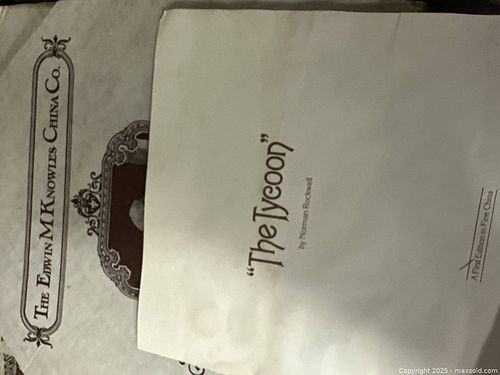 THE EDWIN M KNOWLES CHINA CO.
"The Tycoon"
by Norman Rockwell
A First Edition in Fine China
Copyright 2025 - maxsold.com